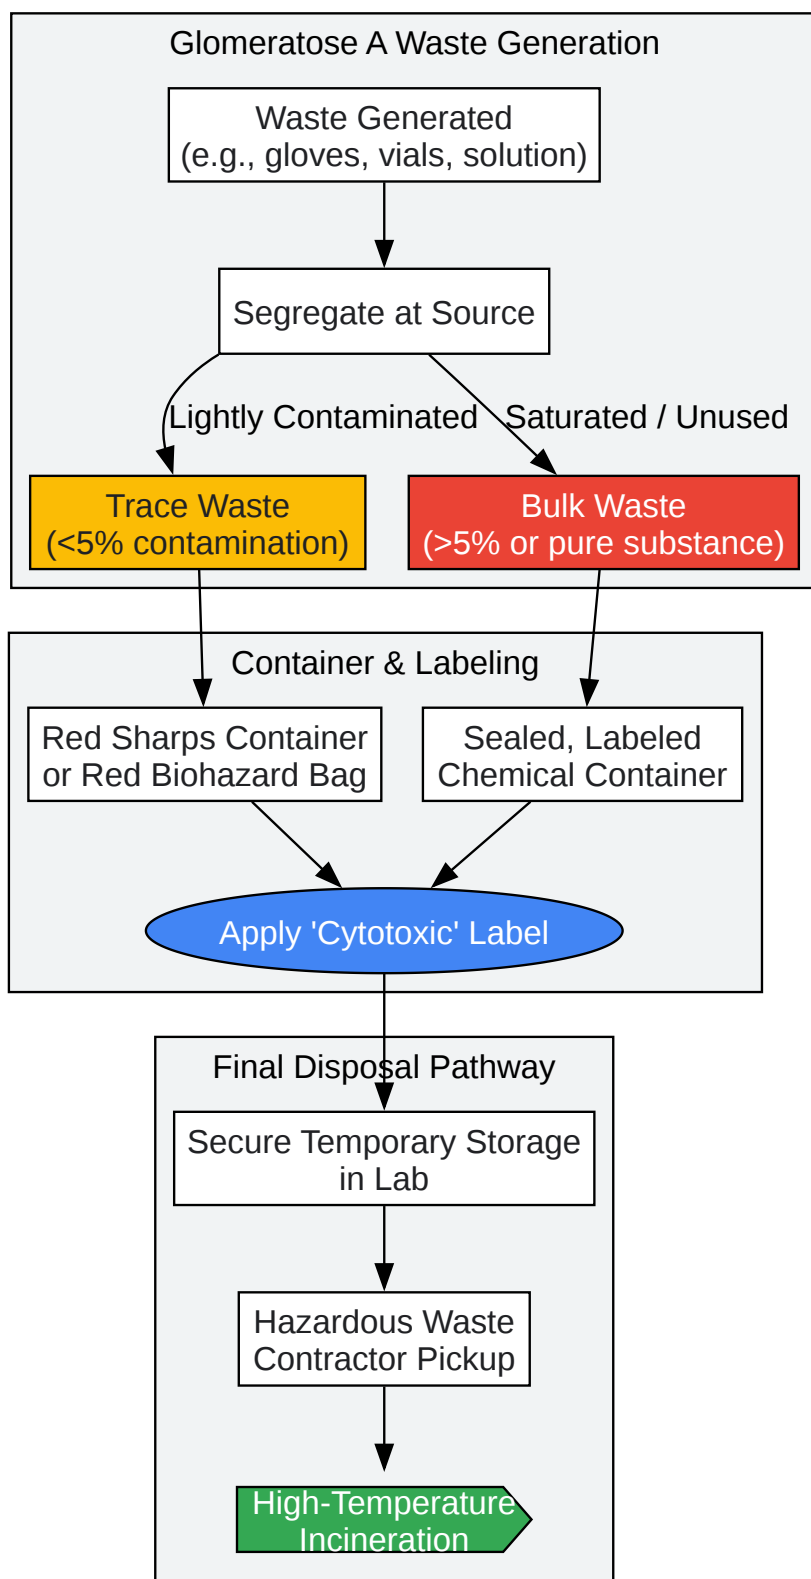 Glomeratose A Waste Generation
Waste Generated
(e.g., gloves, vials, solution)
Segregate at Source
Lightly Contaminated
Saturated / Unused
Trace Waste
(<5% contamination)
Bulk Waste
(>5% or pure substance)
Container & Labeling
Red Sharps Container
or Red Biohazard Bag
Sealed, Labeled
Chemical Container
Apply 'Cytotoxic' Label
Final Disposal Pathway
Secure Temporary Storage
in Lab
Hazardous Waste
Contractor Pickup
High-Temperature
Incineration